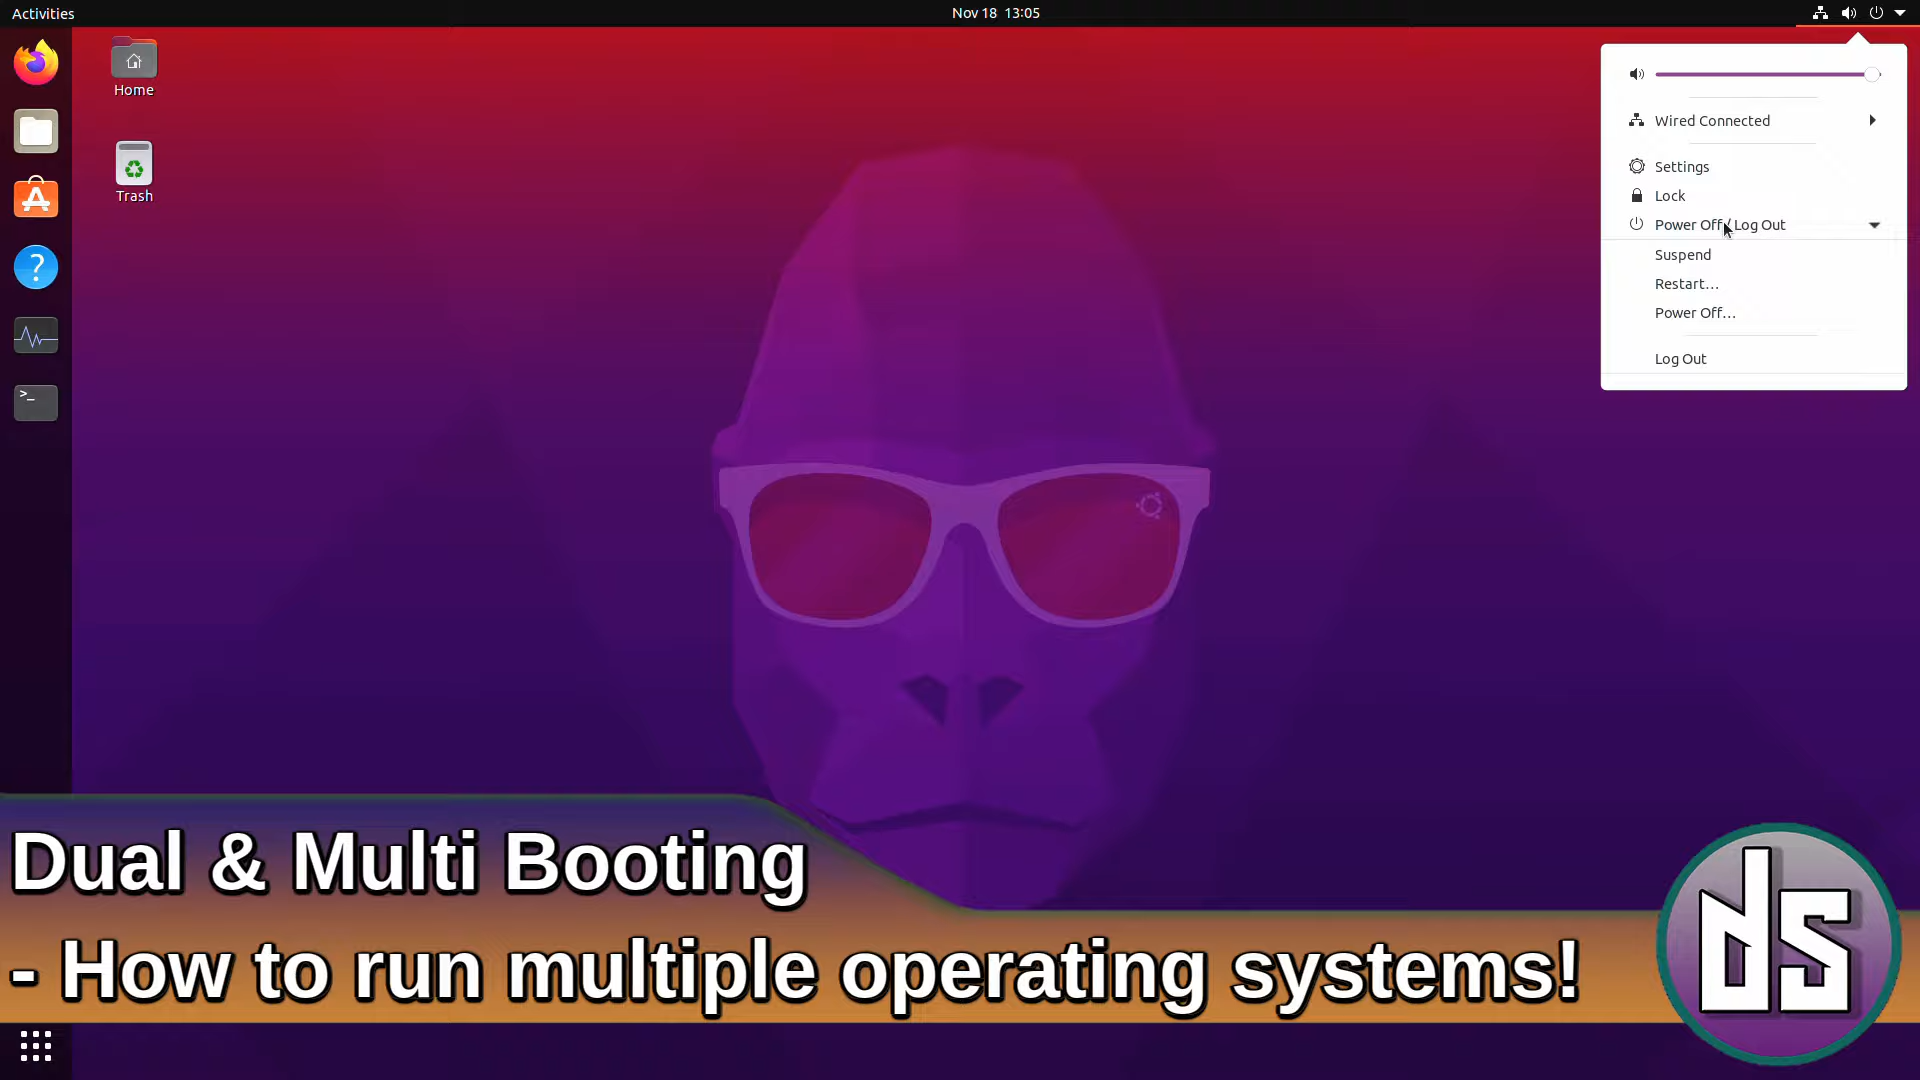 Activities
Nov 18 13:05
Home
Trash
Wired Connected
Settings
Lock
Power Off / Log Out
Suspend
Restart...
Power Off...
Log Out
>_
Dual & Multi Booting
- How to run multiple operating systems!
ds